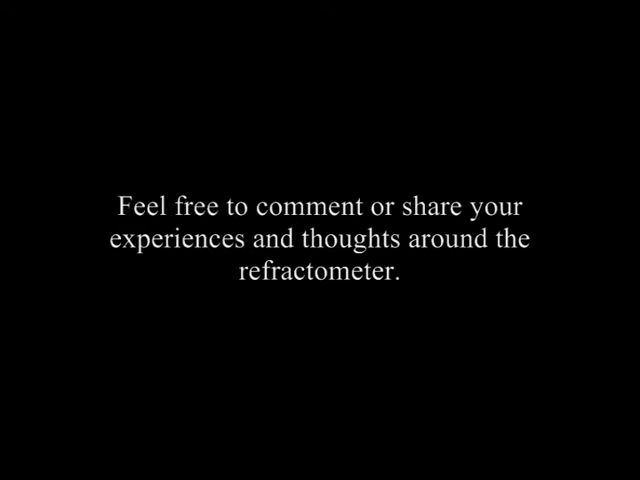 Feel free to comment or share your
experiences and thoughts around the
refractometer.